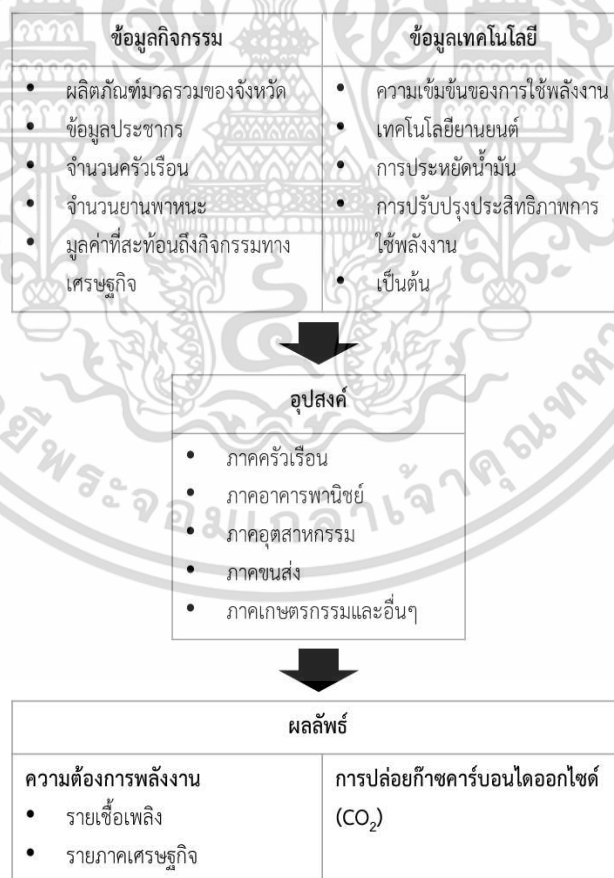 ข้อมูลกิจกรรม
• ผลิตภัณฑ์มวลรวมของจังหวัด
• ข้อมูลประชากร
• จำนวนครัวเรือน
• จำนวนยานพาหนะ
• มูลค่าที่สะท้อนถึงกิจกรรมทาง
เศรษฐกิจ
ข้อมูลเทคโนโลยี
• ความเข้มข้นของการใช้พลังงาน
• เทคโนโลยียานยนต์
• การประหยัดน้ำมัน
• การปรับปรุงประสิทธิภาพการ
ใช้พลังงาน
• เป็นต้น
อุปสงค์
• ภาคครัวเรือน
• ภาคอาคารพานิชย์
• ภาคอุตสาหกรรม
• ภาคขนส่ง
• ภาคเกษตรกรรมและอื่นๆ
ผลลัพธ์
ความต้องการพลังงาน
• รายเชื้อเพลิง
• รายภาคเศรษฐกิจ
การปล่อยก๊าซคาร์บอนไดออกไซด์
(CO₂)